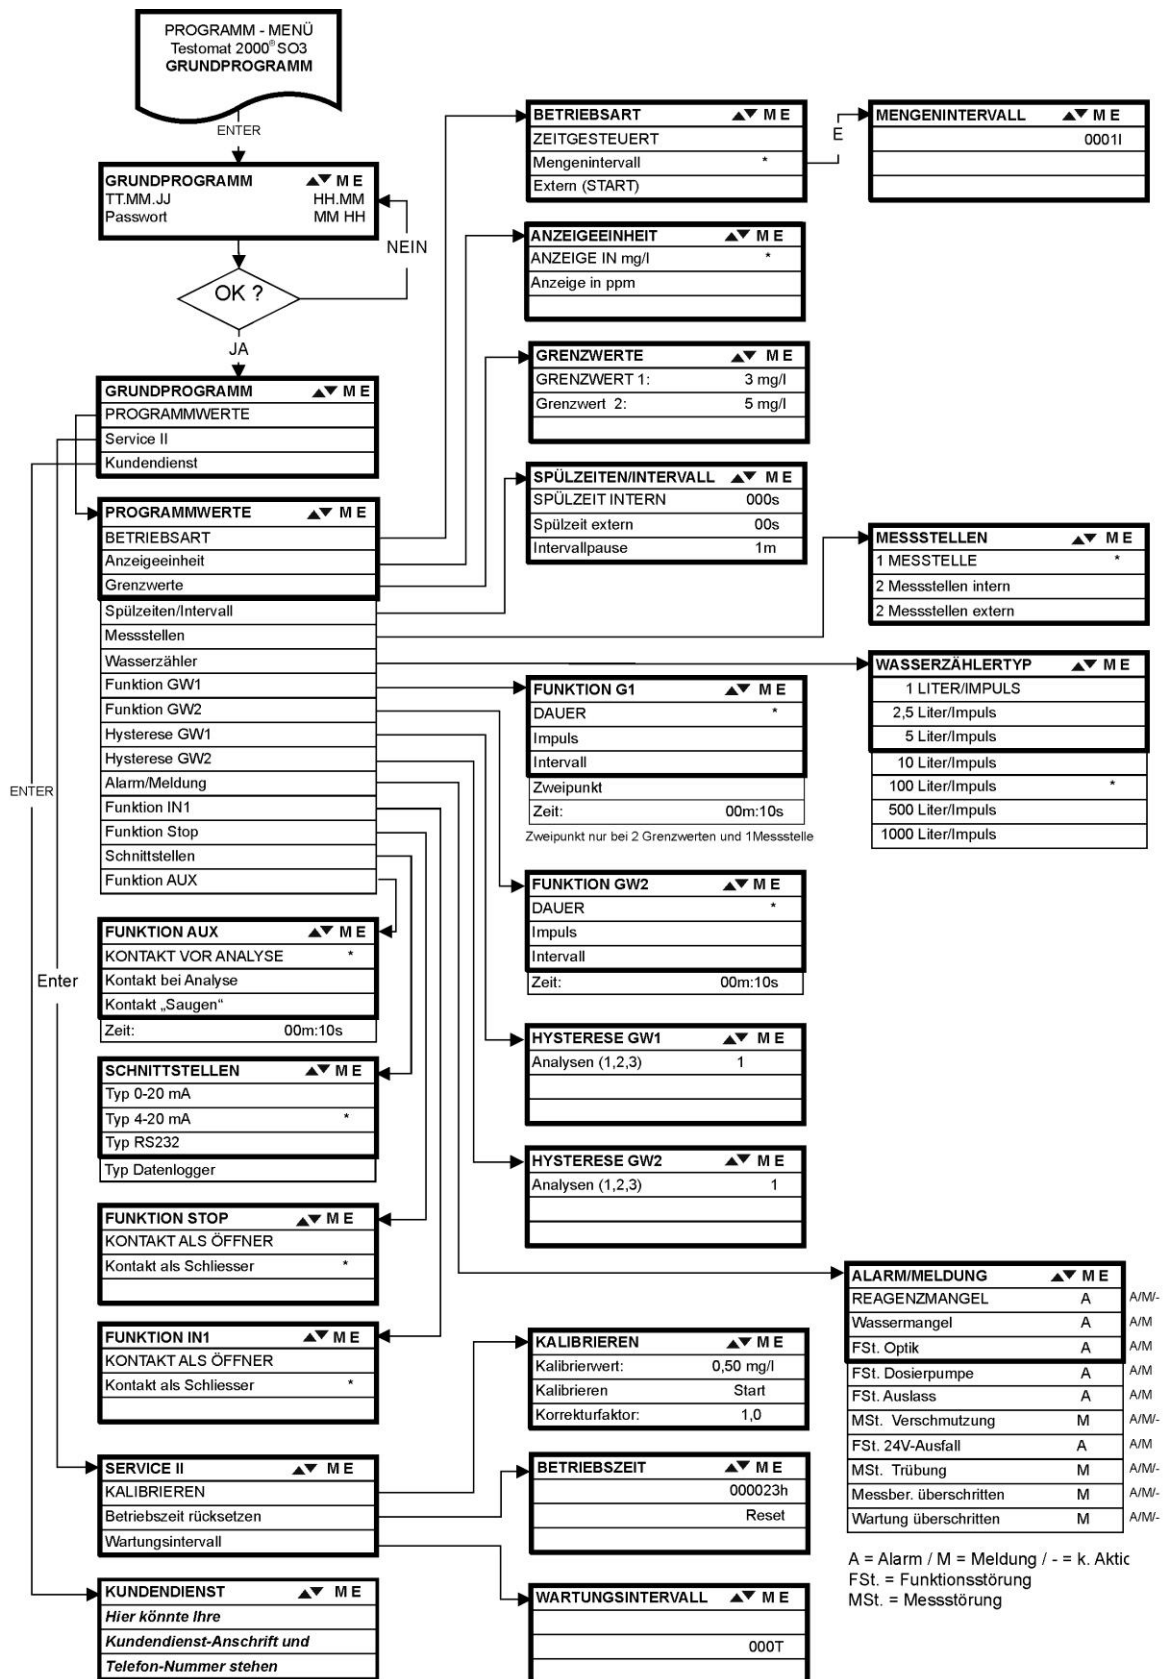 PROGRAMM - MENÜ
Testomat 2000® SO3
GRUNDPROGRAMM
ENTER
GRUNDPROGRAMM ▲▼ M E
TT.MM.JJ HH.MM
Passwort MM HH
NEIN
OK ?
JA
GRUNDPROGRAMM ▲▼ M E
PROGRAMMWERTE
Service II
Kundendienst
PROGRAMMWERTE ▲▼ M E
BETRIEBSART
Anzeigeeinheit
Grenzwerte
Spülzeiten/Intervall
Messstellen
Wasserzähler
Funktion GW1
Funktion GW2
Hysterese GW1
Hysterese GW2
Alarm/Meldung
Funktion IN1
Funktion Stop
Schnittstellen
Funktion AUX
ENTER
Enter
FUNKTION AUX ▲▼ M E
KONTAKT VOR ANALYSE *
Kontakt bei Analyse
Kontakt „Saugen“
Zeit: 00m:10s
SCHNITTSTELLEN ▲▼ M E
Typ 0-20 mA
Typ 4-20 mA *
Typ RS232
Typ Datenlogger
FUNKTION STOP ▲▼ M E
KONTAKT ALS ÖFFNER
Kontakt als Schliesser *
FUNKTION IN1 ▲▼ M E
KONTAKT ALS ÖFFNER
Kontakt als Schliesser *
SERVICE II ▲▼ M E
KALIBRIEREN
Betriebszeit rücksetzen
Wartungsintervall
KUNDENDIENST ▲▼ M E
Hier könnte Ihre
Kundendienst-Anschrift und
Telefon-Nummer stehen
BETRIEBSART ▲▼ M E
ZEITGESTEUERT
Mengenintervall *
Extern (START)
E
MENGENINTERVALL ▲▼ M E
0001l
ANZEIGEEINHEIT ▲▼ M E
ANZEIGE IN mg/l *
Anzeige in ppm
GRENZWERTE ▲▼ M E
GRENZWERT 1: 3 mg/l
Grenzwert 2: 5 mg/l
SPÜLZEITEN/INTERVALL ▲▼ M E
SPÜLZEIT INTERN 000s
Spülzeit extern 00s
Intervallpause 1m
MESSSTELLEN ▲▼ M E
1 MESSTELLE *
2 Messstellen intern
2 Messstellen extern
WASSERZÄHLERTYP ▲▼ M E
1 LITER/IMPULS
2,5 Liter/Impuls
5 Liter/Impuls
10 Liter/Impuls
100 Liter/Impuls *
500 Liter/Impuls
1000 Liter/Impuls
FUNKTION G1 ▲▼ M E
DAUER *
Impuls
Intervall
Zweipunkt
Zeit: 00m:10s
Zweipunkt nur bei 2 Grenzwerten und 1Messstelle
FUNKTION GW2 ▲▼ M E
DAUER *
Impuls
Intervall
Zeit: 00m:10s
HYSTERESE GW1 ▲▼ M E
Analysen (1,2,3) 1
HYSTERESE GW2 ▲▼ M E
Analysen (1,2,3) 1
ALARM/MELDUNG ▲▼ M E
REAGENZMANGEL A A/M/-
Wassermangel A A/M
FSt. Optik A A/M
FSt. Dosierpumpe A A/M
FSt. Auslass A A/M
MSt. Verschmutzung M A/M/-
FSt. 24V-Ausfall A A/M
MSt. Trübung M A/M/-
Messber. überschritten M A/M/-
Wartung überschritten M A/M/-
A = Alarm / M = Meldung / - = k. Aktic
FSt. = Funktionsstörung
MSt. = Messstörung
KALIBRIEREN ▲▼ M E
Kalibrierwert: 0,50 mg/l
Kalibrieren Start
Korrekturfaktor: 1,0
BETRIEBSZEIT ▲▼ M E
000023h
Reset
WARTUNGSINTERVALL ▲▼ M E
000T